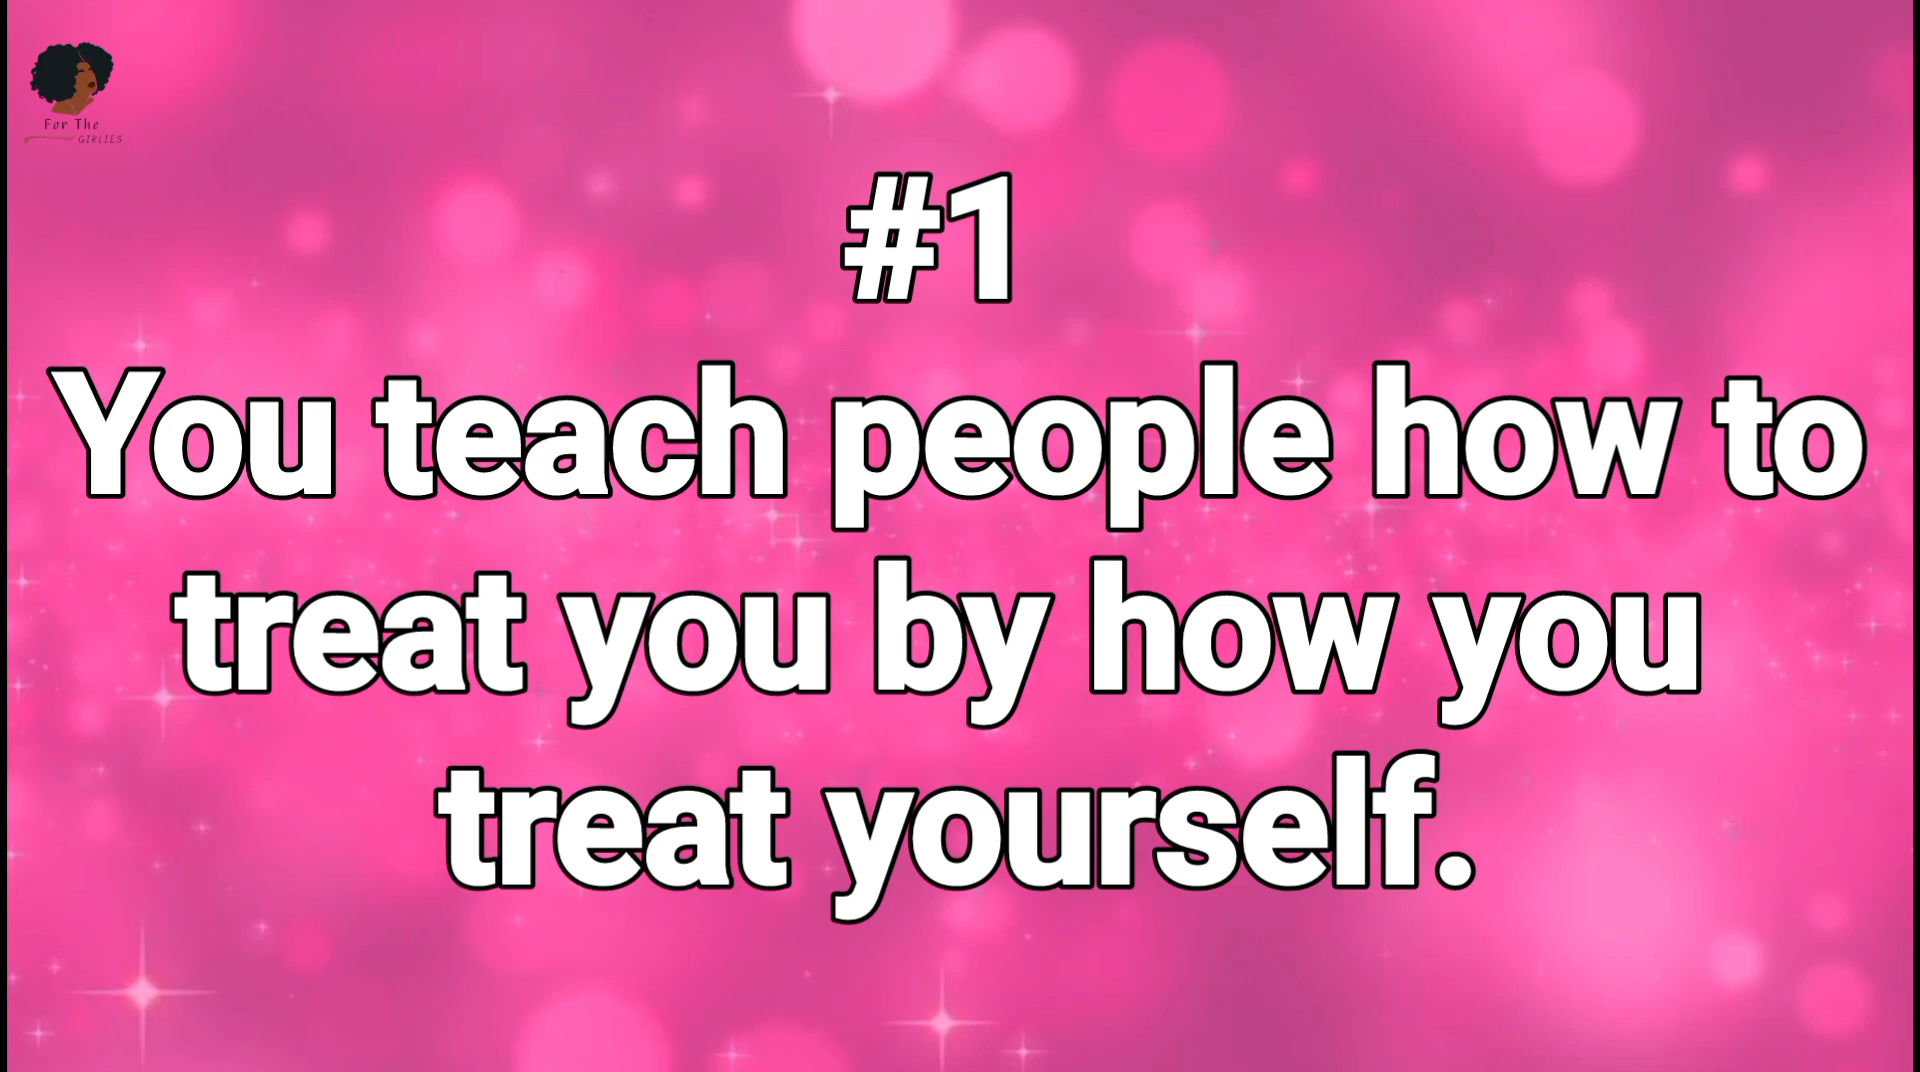 For The
GIRLIES
#1
You teach people how to
treat you by how you
treat yourself.